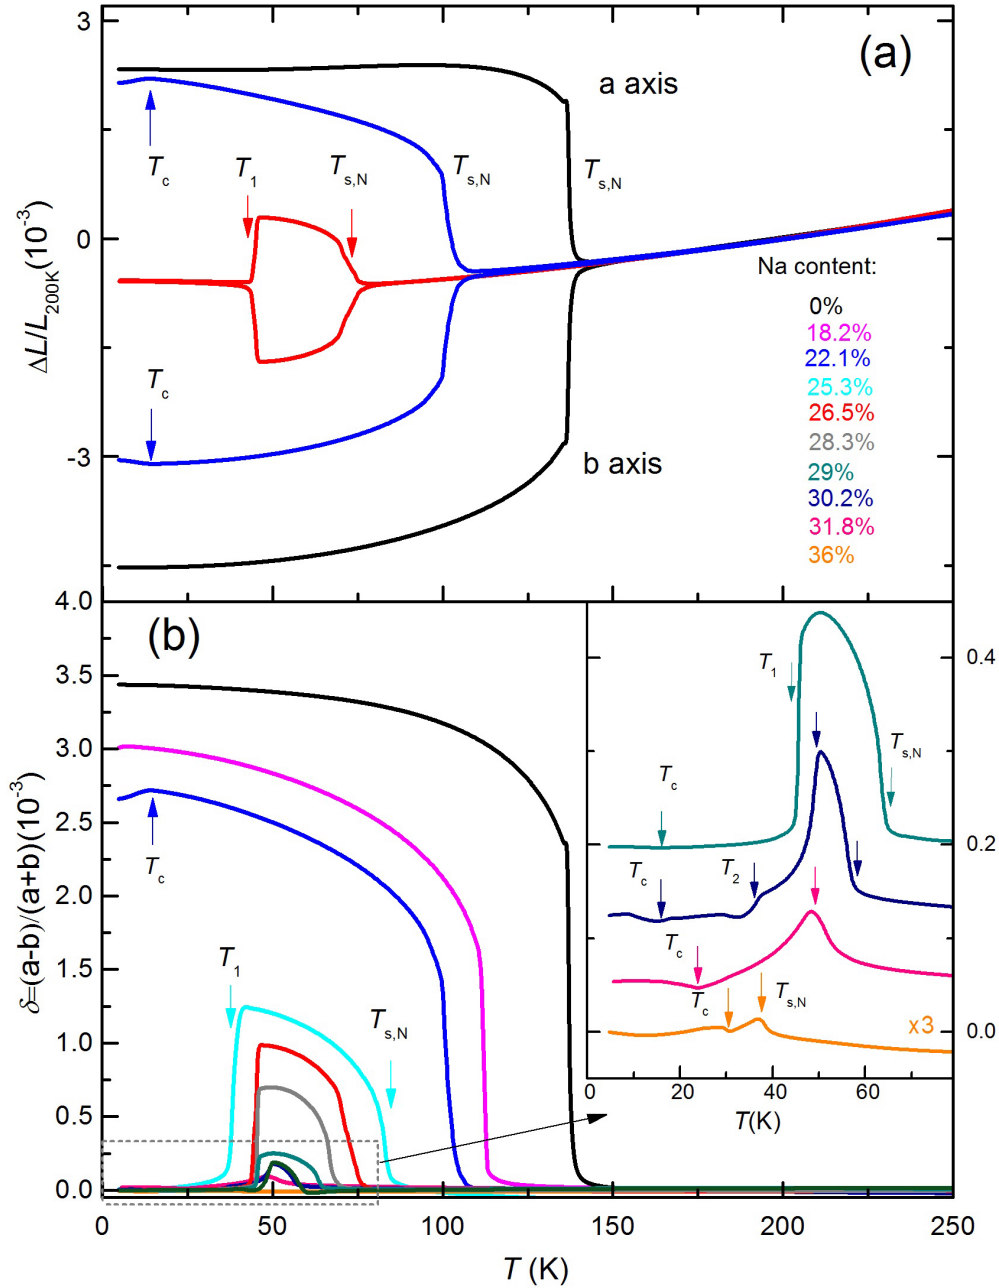 3
(a)
a axis
T_c
T_1
T_s,N
T_s,N
T_s,N
0
ΔL/L_200K(10^-3)
Na content:
0%
18.2%
22.1%
25.3%
26.5%
28.3%
29%
30.2%
31.8%
36%
T_c
-3
b axis
4.0
(b)
3.5
3.0
2.5
2.0
1.5
1.0
0.5
0.0
δ=(a-b)/(a+b)(10^-3)
T_c
T_1
T_s,N
0.4
T_1
T_s,N
T_c
0.2
T_c
T_2
T_c
T_c
T_s,N
x3
0.0
0
20
40
60
T(K)
0
50
100
150
200
250
T (K)